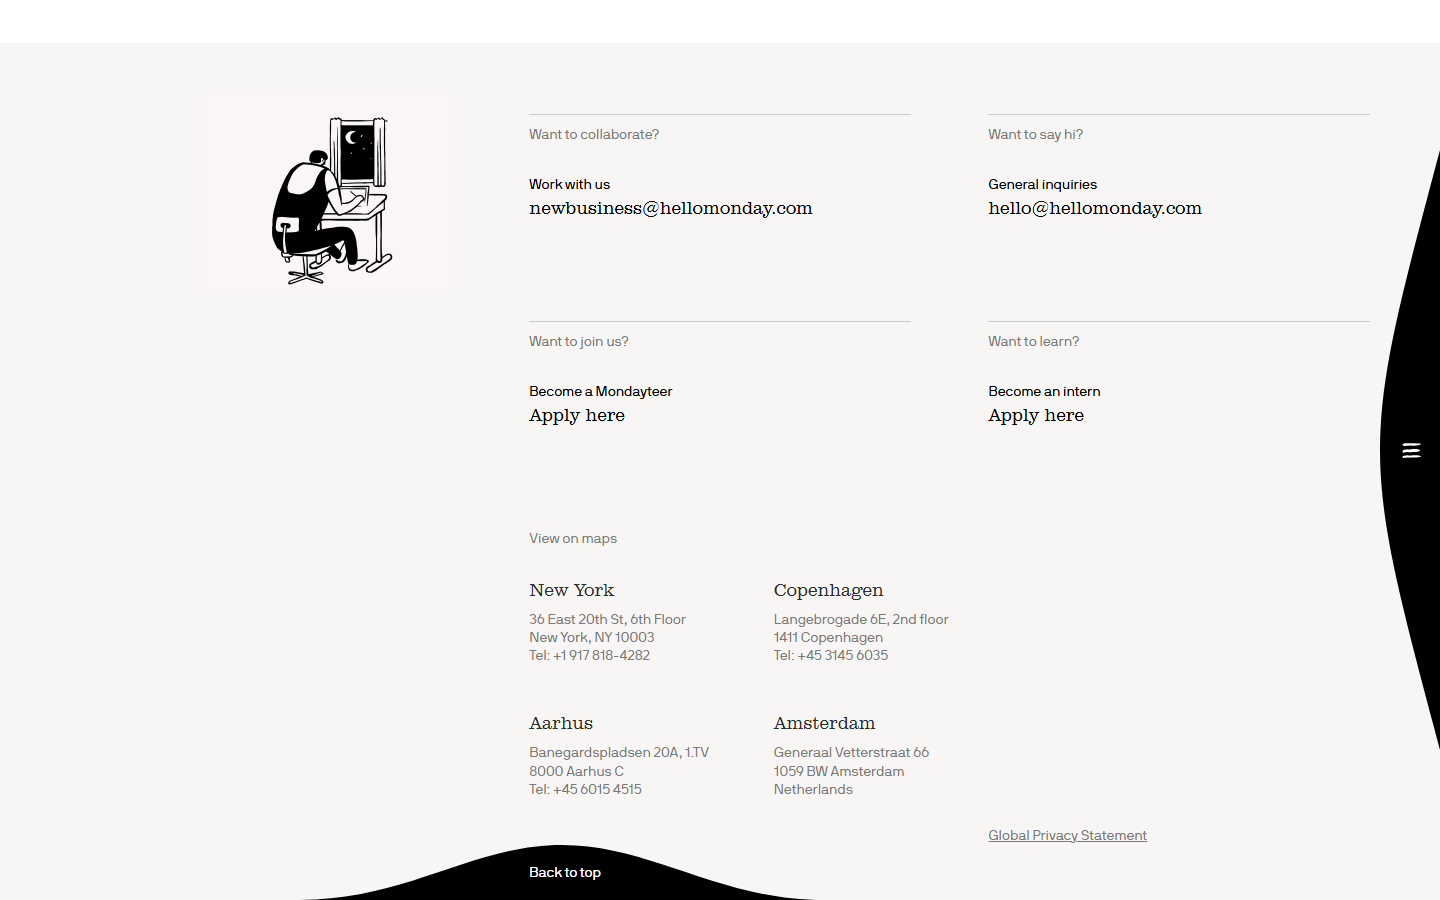 Want to collaborate?
Work with us
newbusiness@hellomonday.com
Want to say hi?
General inquiries
hello@hellomonday.com
Want to join us?
Become a Mondayteer
Apply here
Want to learn?
Become an intern
Apply here
View on maps
New York
36 East 20th St, 6th Floor
New York, NY 10003
Tel: +1 917 818-4282
Copenhagen
Langebrogade 6E, 2nd floor
1411 Copenhagen
Tel: +45 3145 6035
Aarhus
Banegardspladsen 20A, 1.TV
8000 Aarhus C
Tel: +45 6015 4515
Amsterdam
Generaal Vetterstraat 66
1059 BW Amsterdam
Netherlands
Global Privacy Statement
Back to top